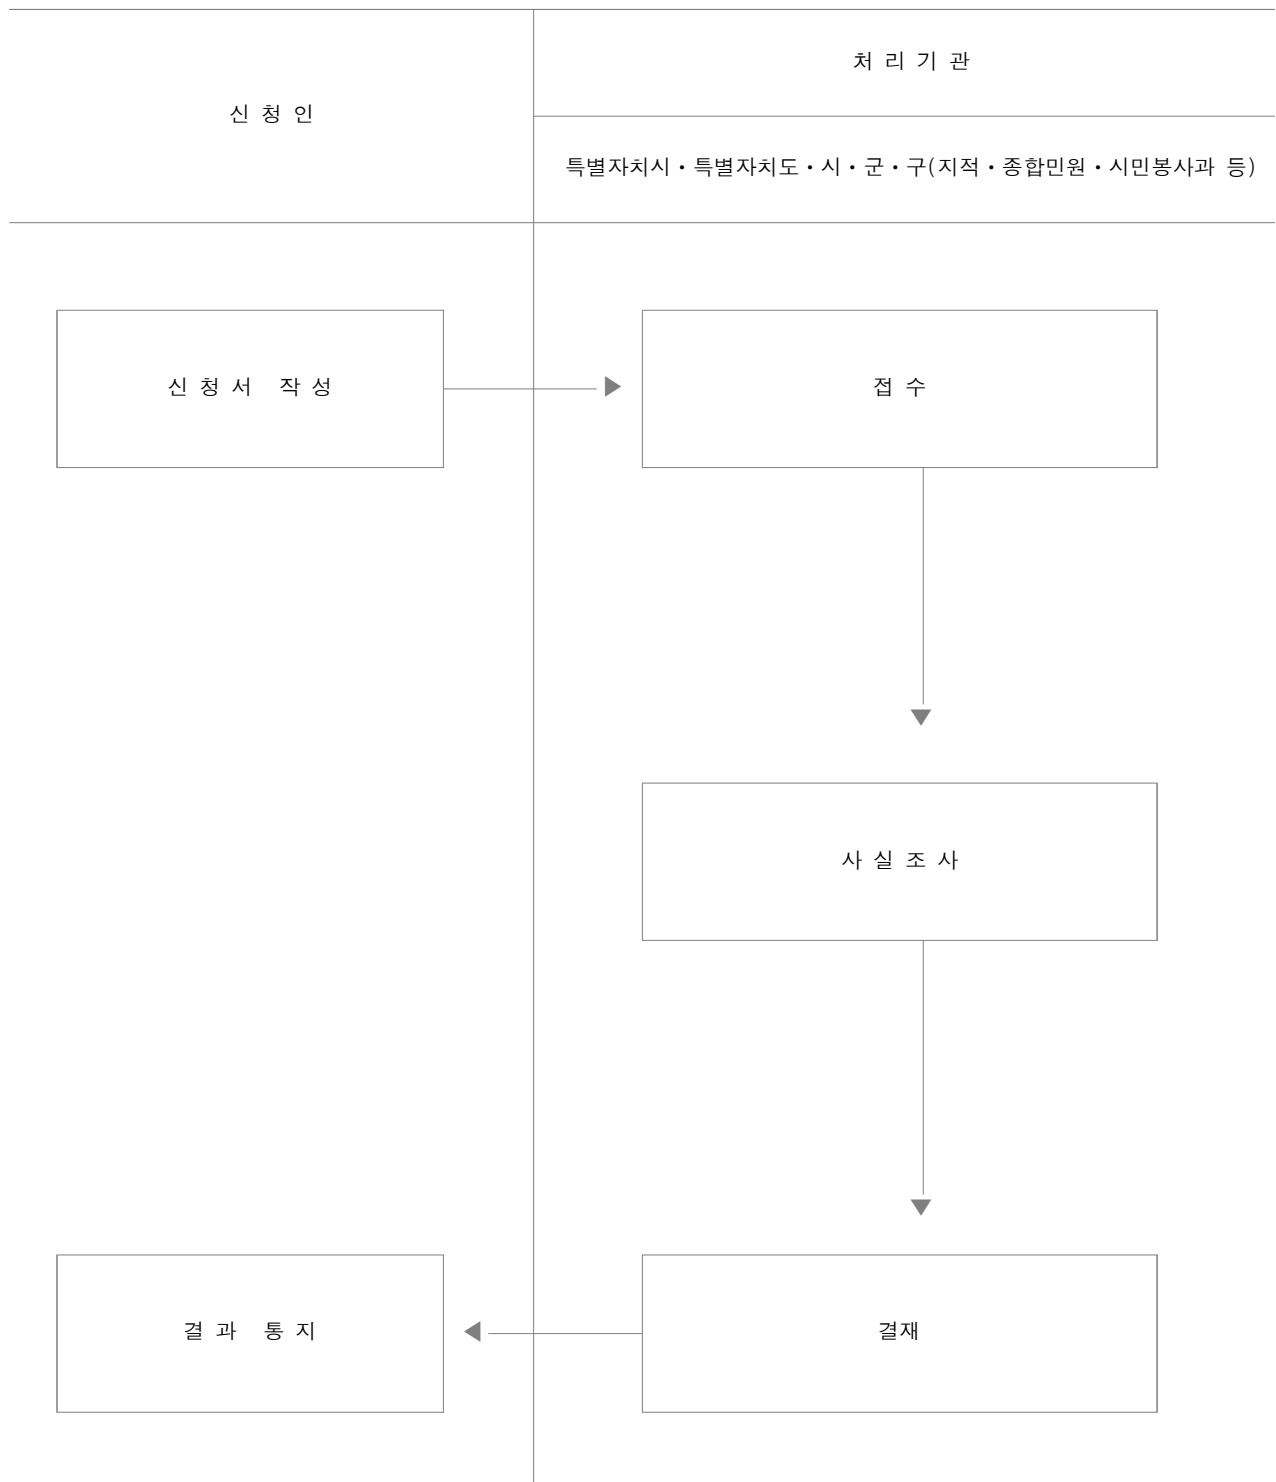 신 청 인
처 리 기 관
특별자치시・특별자치도・시・군・구(지적・종합민원・시민봉사과 등)
신 청 서 작 성
접 수
사 실 조 사
결 과 통 지
결재